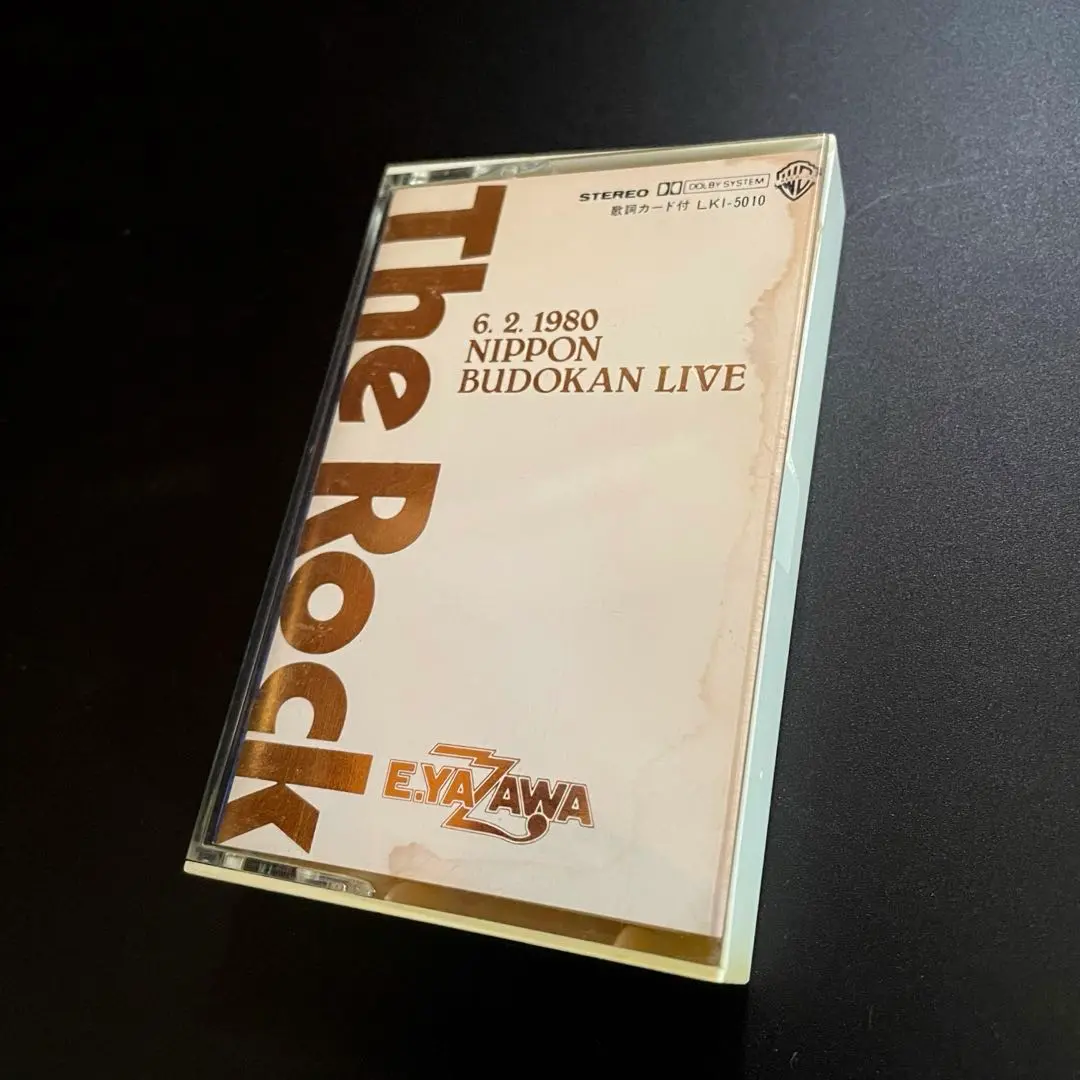 STEREO DOLBY SYSTEM
歌詞カード付 LKI-5010
The Rock
6. 2. 1980
NIPPON
BUDOKAN LIVE
E.YAZAWA